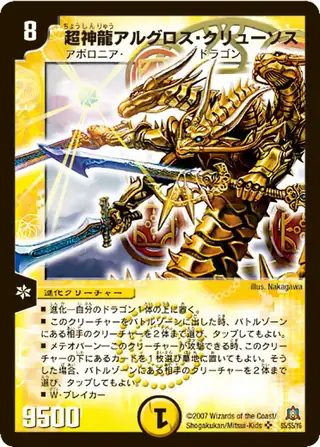 8
ちょうしんりゅう
超神龍アルグロス・クリューソス
アポロニア・ドラゴン
illus. Nakagawa
進化クリーチャー
■ 進化—自分のドラゴン1体の上に置く。
■ このクリーチャーをバトルゾーンに出した時、バトルゾーン
にある相手のクリーチャーを2体まで選び、タップしてもよい。
■ メテオバーン—このクリーチャーが攻撃できる時、このクリー
チャーの下にあるカードを1枚選び墓地に置いてもよい。そう
した場合、バトルゾーンにある相手のクリーチャーを2体まで
選び、タップしてもよい。
■ W・ブレイカー
9500
1
©2007 Wizards of the Coast/
Shogakukan/Mitsui-Kids
S5/S5/Y6